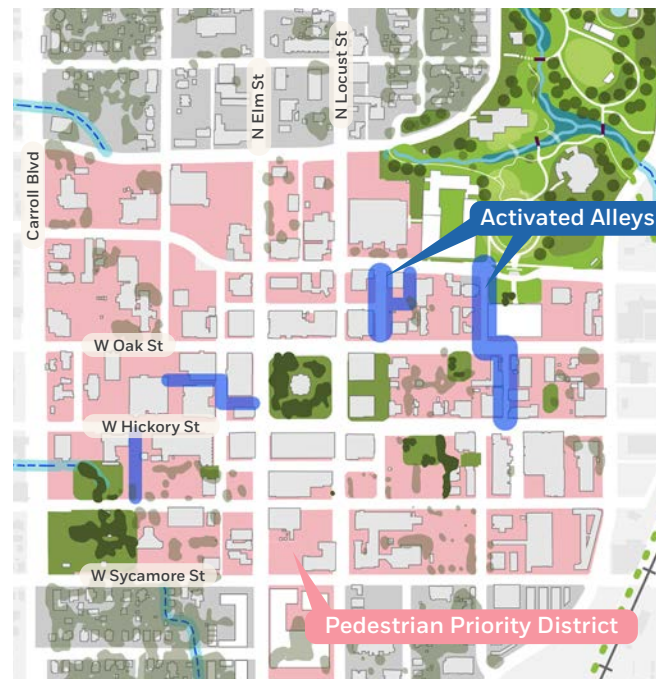 N Elm St
N Locust St
Carroll Blvd
Activated Alleys
W Oak St
W Hickory St
W Sycamore St
Pedestrian Priority District